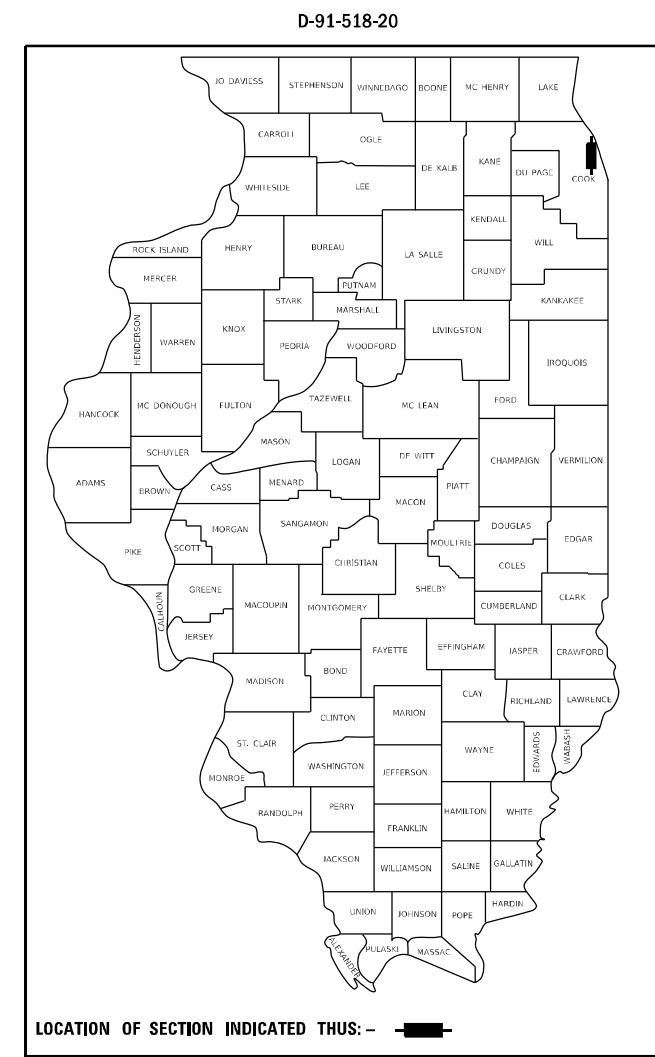 D-91-518-20
JO DAVIESS
STEPHENSON
WINNEBAGO
BOONE
MC HENRY
LAKE
CARROLL
OGLE
DE KALB
KANE
DU PAGE
COOK
WHITESIDE
LEE
KENDALL
ROCK ISLAND
HENRY
BUREAU
LA SALLE
GRUNDY
WILL
MERCER
PUTNAM
STARK
MARSHALL
KANKAKEE
HENDERSON
WARREN
KNOX
PEORIA
WOODFORD
LIVINGSTON
IROQUOIS
HANCOCK
MC DONOUGH
FULTON
TAZEWELL
MC LEAN
FORD
MASON
SCHUYLER
LOGAN
DE WITT
CHAMPAIGN
VERMILION
ADAMS
BROWN
CASS
MENARD
PIATT
MACON
MORGAN
SANGAMON
DOUGLAS
PIKE
SCOTT
CHRISTIAN
MOULTRIE
EDGAR
COLES
CALHOUN
GREENE
MACOUPIN
MONTGOMERY
SHELBY
CUMBERLAND
CLARK
JERSEY
FAYETTE
EFFINGHAM
JASPER
CRAWFORD
MADISON
BOND
CLAY
RICHLAND
LAWRENCE
CLINTON
MARION
ST. CLAIR
WAYNE
EDWARDS
WABASH
MONROE
WASHINGTON
JEFFERSON
RANDOLPH
PERRY
HAMILTON
WHITE
FRANKLIN
JACKSON
WILLIAMSON
SALINE
GALLATIN
UNION
JOHNSON
POPE
HARDIN
ALEXANDER
PULASKI
MASSAC
LOCATION OF SECTION INDICATED THUS: –